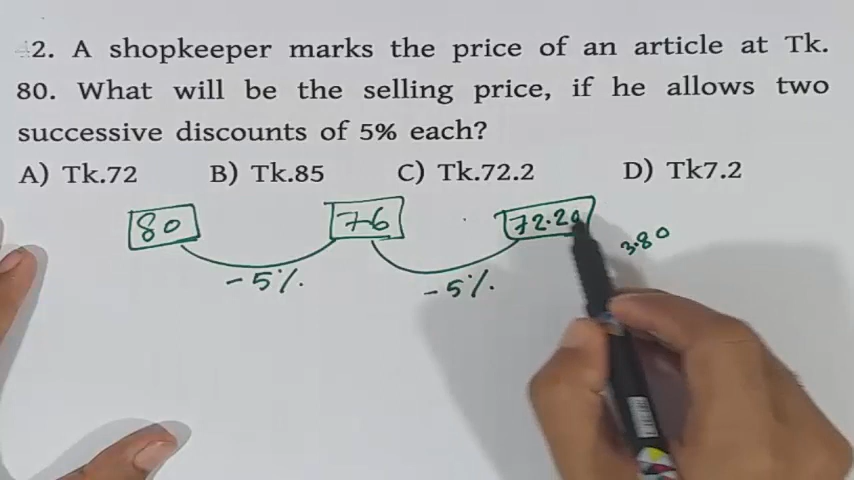 2. A shopkeeper marks the price of an article at Tk.
80. What will be the selling price, if he allows two
successive discounts of 5% each?
A) Tk.72 B) Tk.85 C) Tk.72.2 D) Tk7.2
80 76 72.20 3.80
-5% -5%